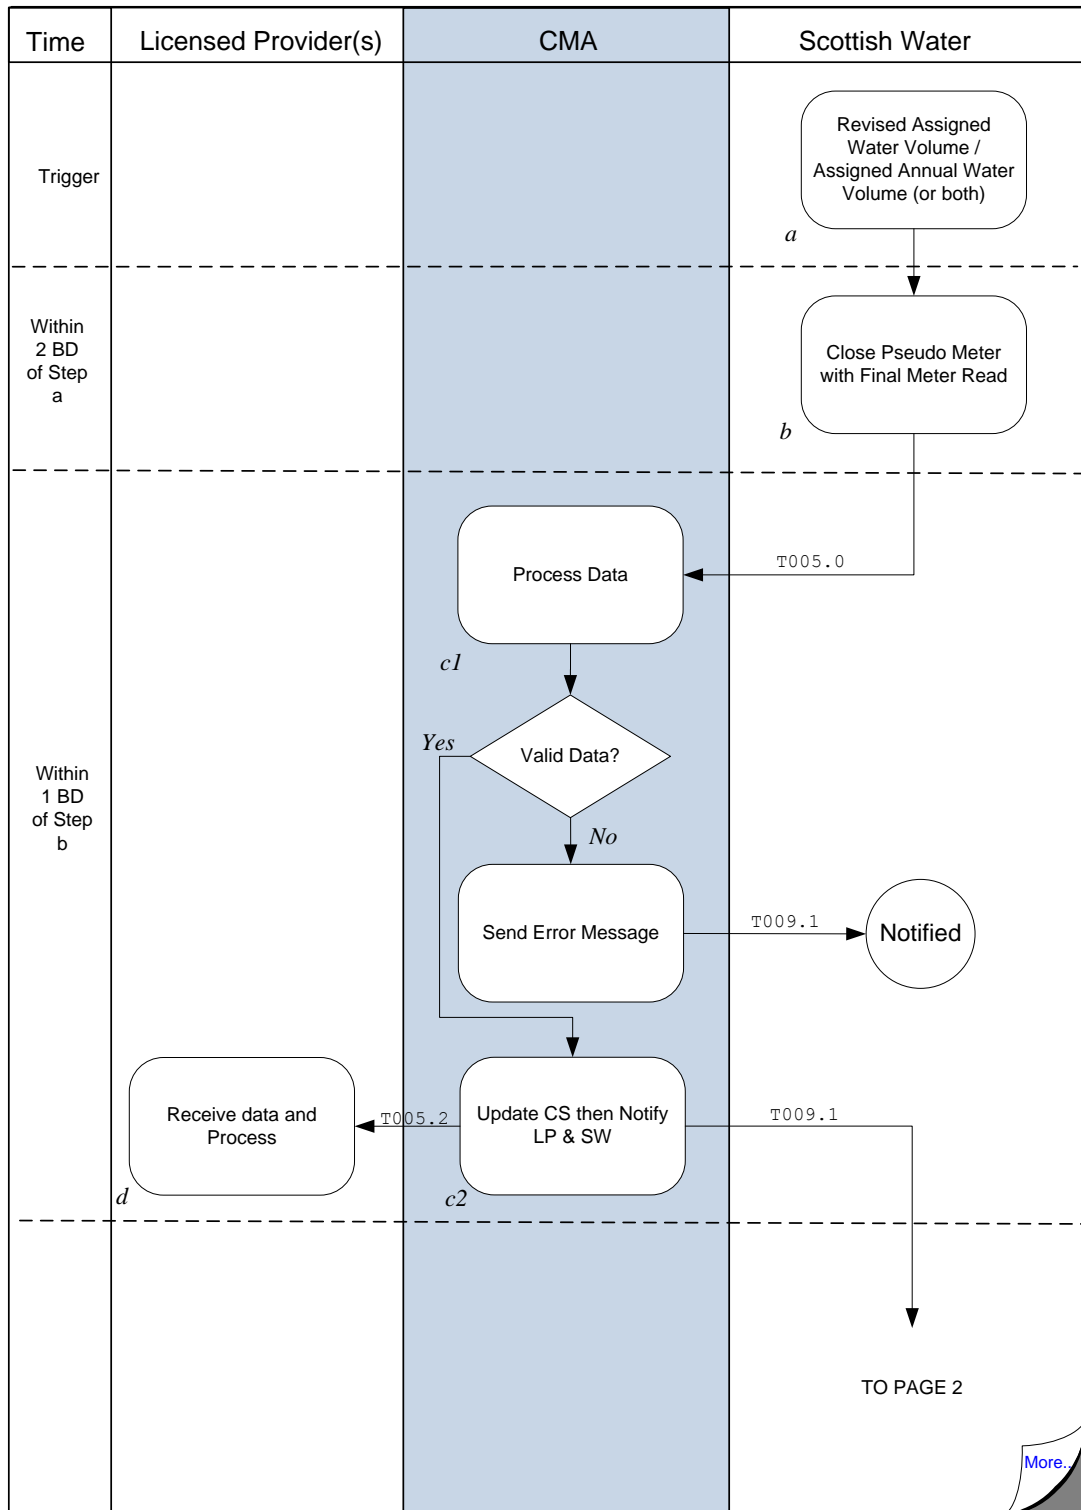 Time
Licensed Provider(s)
CMA
Scottish Water
Trigger
Revised Assigned
Water Volume /
Assigned Annual Water
Volume (or both)
a
Within
2 BD
of Step
a
Close Pseudo Meter
with Final Meter Read
b
Within
1 BD
of Step
b
Process Data
T005.0
c1
Valid Data?
Yes
No
Send Error Message
T009.1
Notified
Receive data and
Process
d
T005.2
Update CS then Notify
LP & SW
c2
T009.1
TO PAGE 2
More..